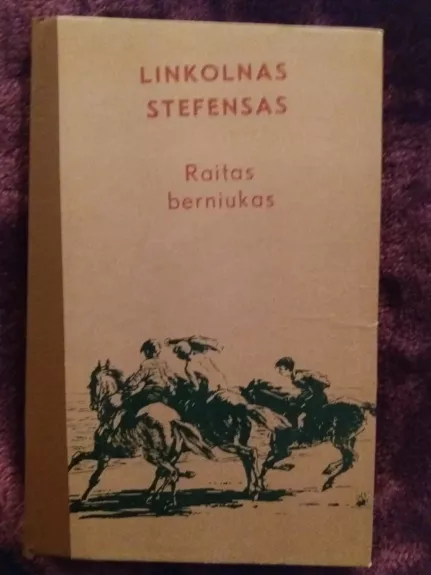 LINKOLNAS
STEFENSAS
Raitas
berniukas